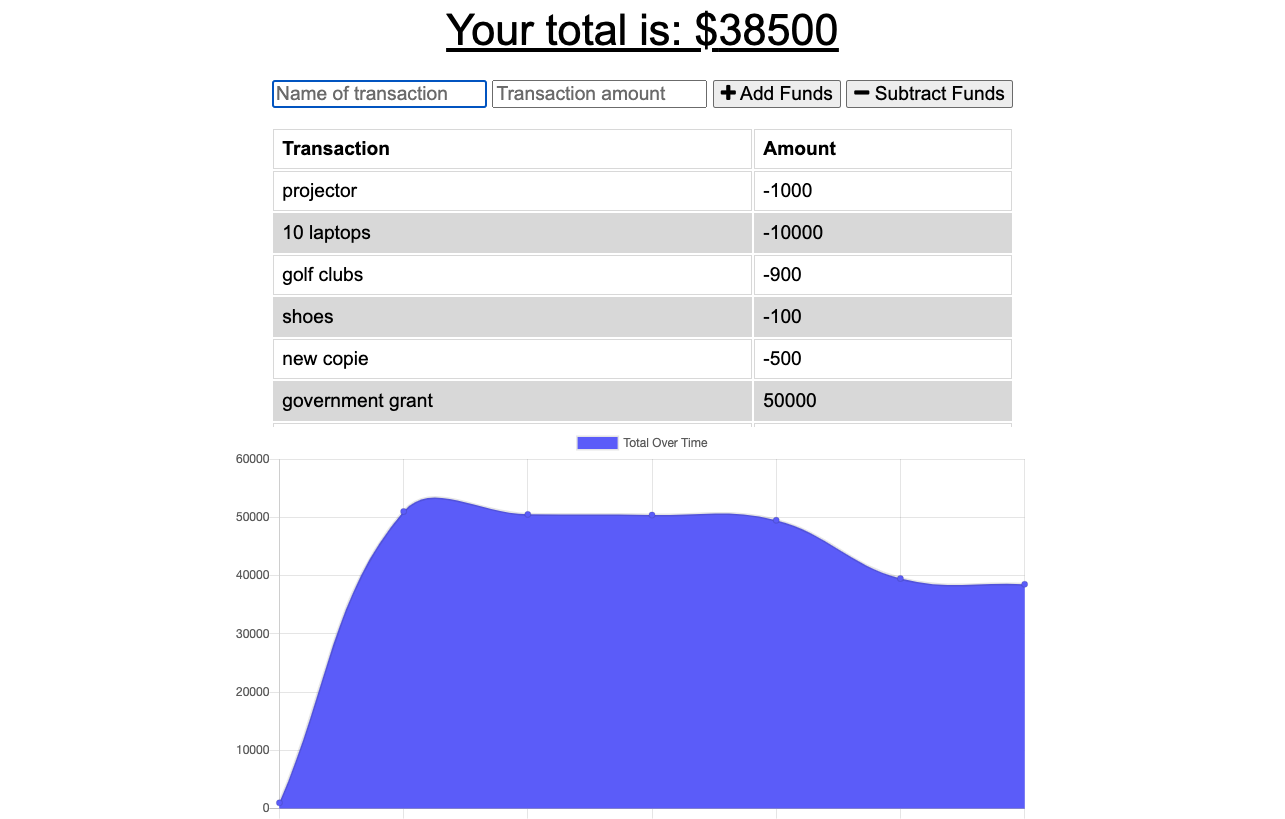 Your total is: $38500
Name of transaction Transaction amount Add Funds Subtract Funds
Transaction Amount
projector -1000
10 laptops -10000
golf clubs -900
shoes -100
new copie -500
government grant 50000
Total Over Time
60000
50000
40000
30000
20000
10000
0